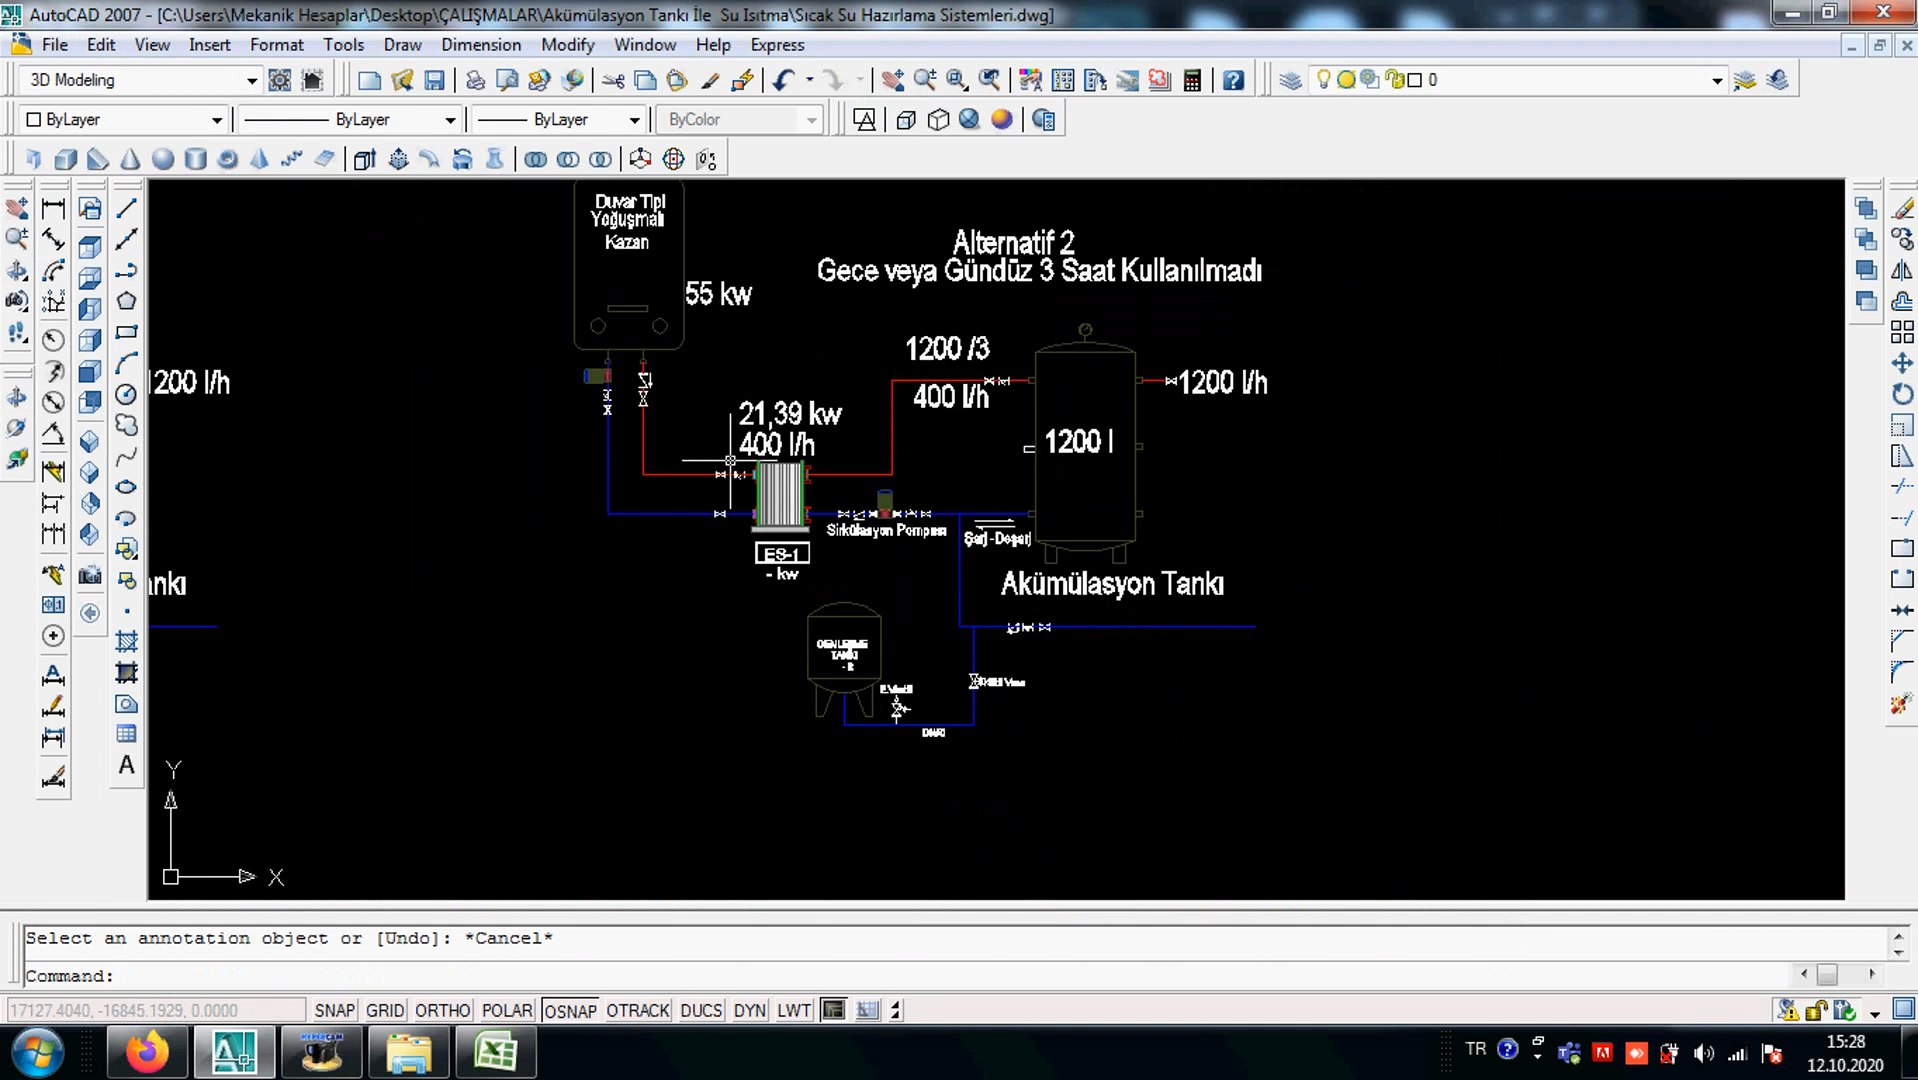 AutoCAD 2007 - [C:\Users\Mekanik Hesaplar\Desktop\ÇALIŞMALAR\Akümülasyon Tankı İle  Su Isıtma\Sıcak Su Hazırlama Sistemleri.dwg]
File Edit View Insert Format Tools Draw Dimension Modify Window Help Express
3D Modeling
0
ByLayer
ByLayer
ByLayer
ByColor
Duvar Tipi
Yoğuşmalı
Kazan
55 kw
Alternatif 2
Gece veya Gündüz 3 Saat Kullanılmadı
1200 /3
400 l/h
1200 l/h
1200 l/h
21,39 kw
400 l/h
1200 l
Sirkülasyon Pompası
Şarj-Deşarj
ES-1
- kw
Akümülasyon Tankı
ankı
TANKI
Y
X
Select an annotation object or [Undo]: *Cancel*
Command:
17127.4040, -16845.1929, 0.0000
SNAP GRID ORTHO POLAR OSNAP OTRACK DUCS DYN LWT
TR
15:28
12.10.2020